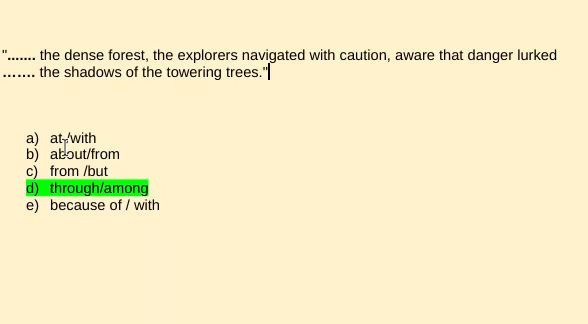 "....... the dense forest, the explorers navigated with caution, aware that danger lurked
……. the shadows of the towering trees."
a) at /with
b) about/from
c) from /but
d) through/among
e) because of / with